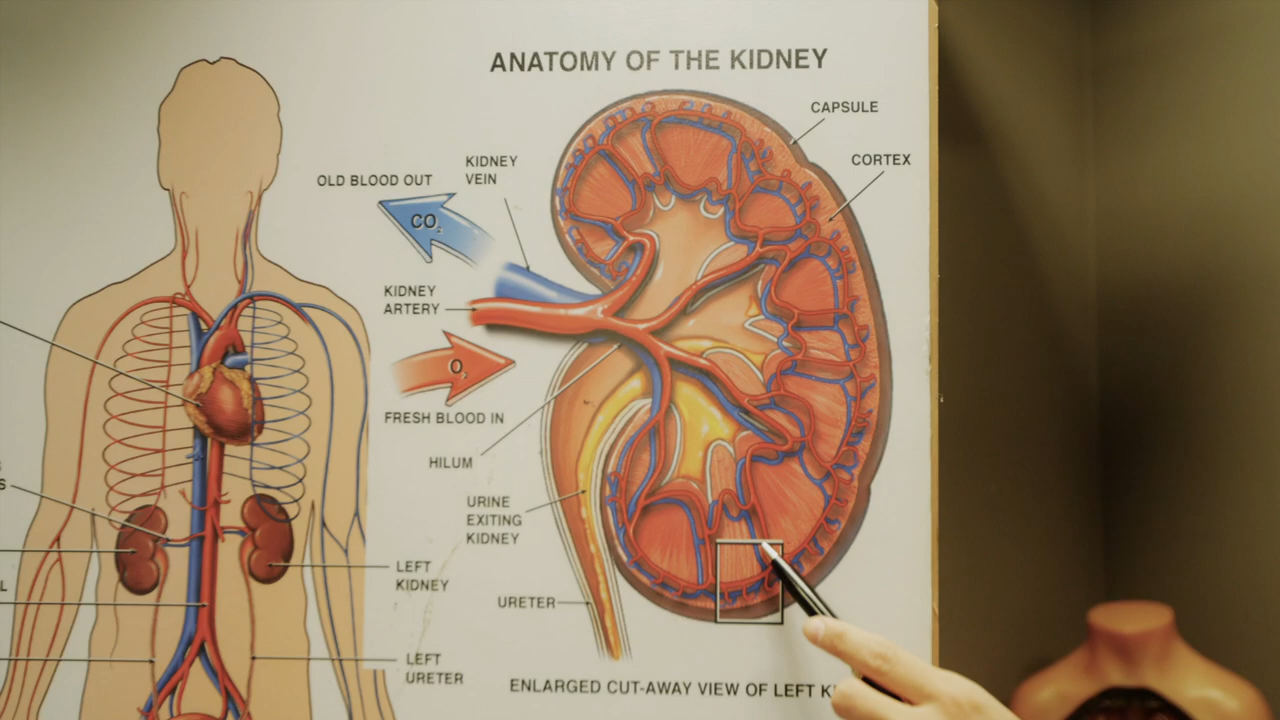 ANATOMY OF THE KIDNEY
CAPSULE
CORTEX
KIDNEY
VEIN
OLD BLOOD OUT
CO₂
KIDNEY
ARTERY
O₂
FRESH BLOOD IN
HILUM
URINE
EXITING
KIDNEY
LEFT
KIDNEY
URETER
LEFT
URETER
ENLARGED CUT-AWAY VIEW OF LEFT